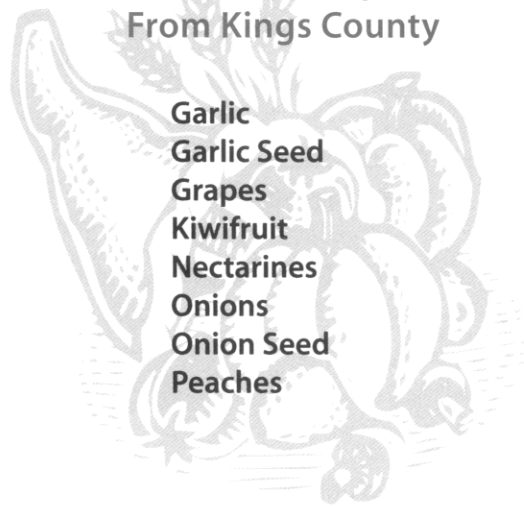 From Kings County
Garlic
Garlic Seed
Grapes
Kiwifruit
Nectarines
Onions
Onion Seed
Peaches